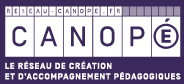 RÉSEAU-CANOPE.FR
CANOPÉ
LE RÉSEAU DE CRÉATION
ET D'ACCOMPAGNEMENT PÉDAGOGIQUES